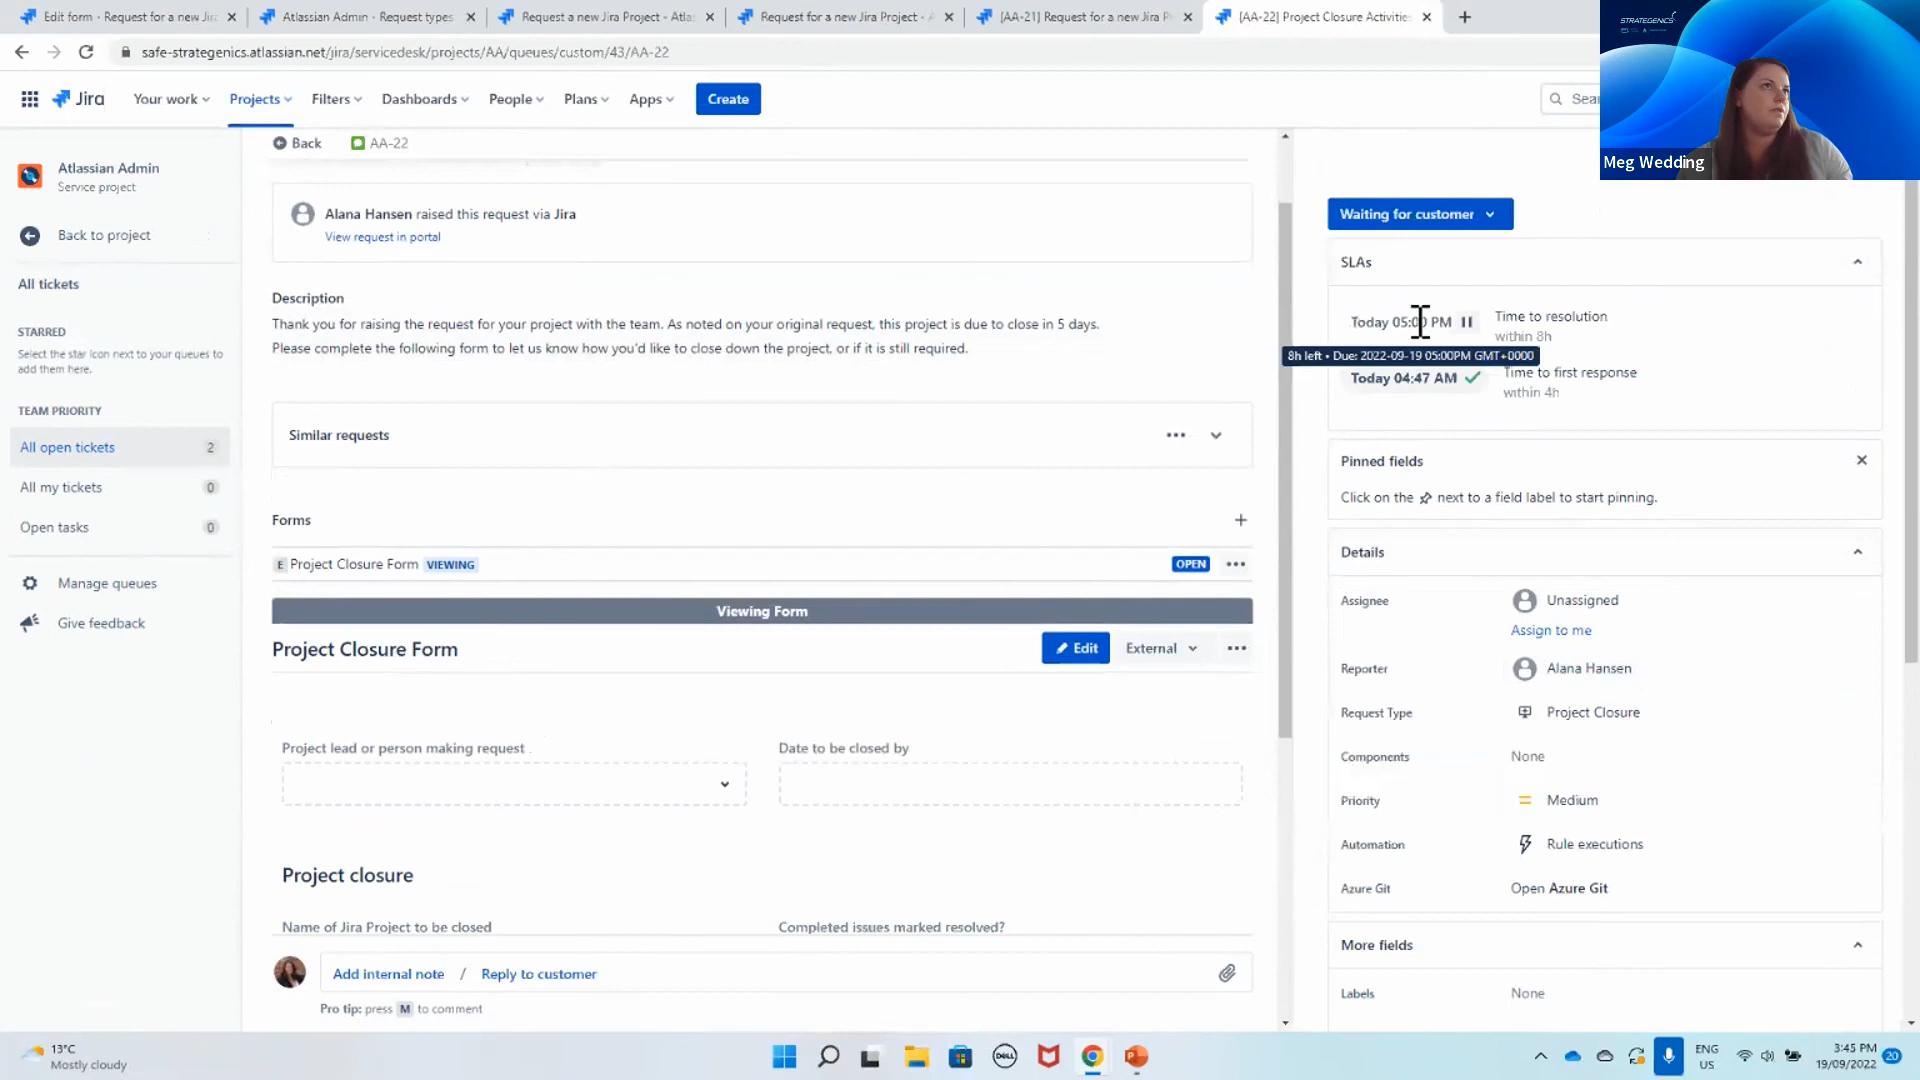 Edit form - Request for a new Jir
Atlassian Admin - Request types
Request a new Jira Project - Atla
Request for a new Jira Project - A
[AA-21] Request for a new Jira P
[AA-22] Project Closure Activities
safe-strategenics.atlassian.net/jira/servicedesk/projects/AA/queues/custom/43/AA-22
STRATEGENICS
Meg Wedding
Jira
Your work
Projects
Filters
Dashboards
People
Plans
Apps
Create
Sear
Atlassian Admin
Service project
Back to project
All tickets
STARRED
Select the star icon next to your queues to
add them here.
TEAM PRIORITY
All open tickets 2
All my tickets 0
Open tasks 0
Manage queues
Give feedback
Back
AA-22
Alana Hansen raised this request via Jira
View request in portal
Description
Thank you for raising the request for your project with the team. As noted on your original request, this project is due to close in 5 days.
Please complete the following form to let us know how you'd like to close down the project, or if it is still required.
Similar requests
Forms
E Project Closure Form VIEWING OPEN
Viewing Form
Project Closure Form
Edit
External
Project lead or person making request
Date to be closed by
Project closure
Name of Jira Project to be closed
Completed issues marked resolved?
Add internal note / Reply to customer
Pro tip: press M to comment
Waiting for customer
SLAs
Today 05:00 PM
Time to resolution
within 8h
8h left • Due: 2022-09-19 05:00PM GMT+0000
Today 04:47 AM
Time to first response
within 4h
Pinned fields
Click on the next to a field label to start pinning.
Details
Assignee Unassigned
Assign to me
Reporter Alana Hansen
Request Type Project Closure
Components None
Priority Medium
Automation Rule executions
Azure Git Open Azure Git
More fields
Labels None
13°C
Mostly cloudy
DELL
ENG
US
3:45 PM
19/09/2022
20